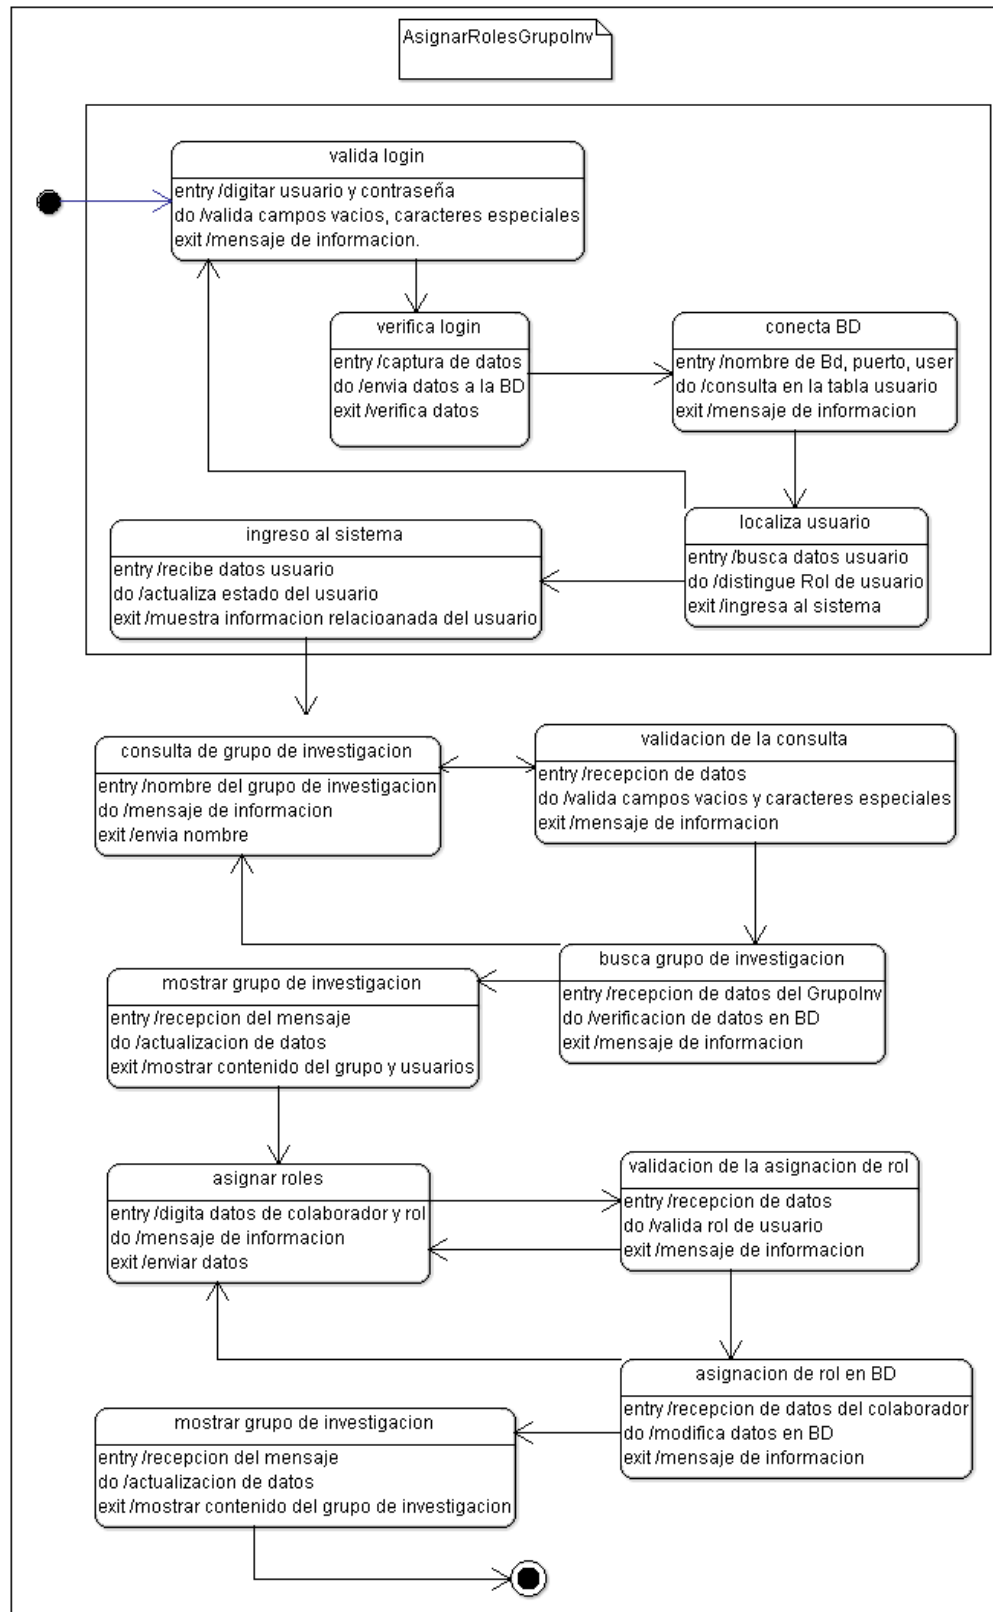 AsignarRolesGrupoInv
valida login
entry /digitar usuario y contraseña
do /valida campos vacios, caracteres especiales
exit /mensaje de informacion.
verifica login
entry /captura de datos
do /envia datos a la BD
exit /verifica datos
conecta BD
entry /nombre de Bd, puerto, user
do /consulta en la tabla usuario
exit /mensaje de informacion
localiza usuario
entry /busca datos usuario
do /distingue Rol de usuario
exit /ingresa al sistema
ingreso al sistema
entry /recibe datos usuario
do /actualiza estado del usuario
exit /muestra informacion relacioanada del usuario
consulta de grupo de investigacion
entry /nombre del grupo de investigacion
do /mensaje de informacion
exit /envia nombre
validacion de la consulta
entry /recepcion de datos
do /valida campos vacios y caracteres especiales
exit /mensaje de informacion
busca grupo de investigacion
entry /recepcion de datos del GrupoInv
do /verificacion de datos en BD
exit /mensaje de informacion
mostrar grupo de investigacion
entry /recepcion del mensaje
do /actualizacion de datos
exit /mostrar contenido del grupo y usuarios
asignar roles
entry /digita datos de colaborador y rol
do /mensaje de informacion
exit /enviar datos
validacion de la asignacion de rol
entry /recepcion de datos
do /valida rol de usuario
exit /mensaje de informacion
asignacion de rol en BD
entry /recepcion de datos del colaborador
do /modifica datos en BD
exit /mensaje de informacion
mostrar grupo de investigacion
entry /recepcion del mensaje
do /actualizacion de datos
exit /mostrar contenido del grupo de investigacion